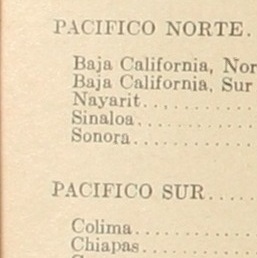 PACIFICO NORTE.
Baja California, Nor
Baja California, Sur
Nayarit...........
Sinaloa...........
Sonora...........
PACIFICO SUR.....
Colima...........
Chiapas..........